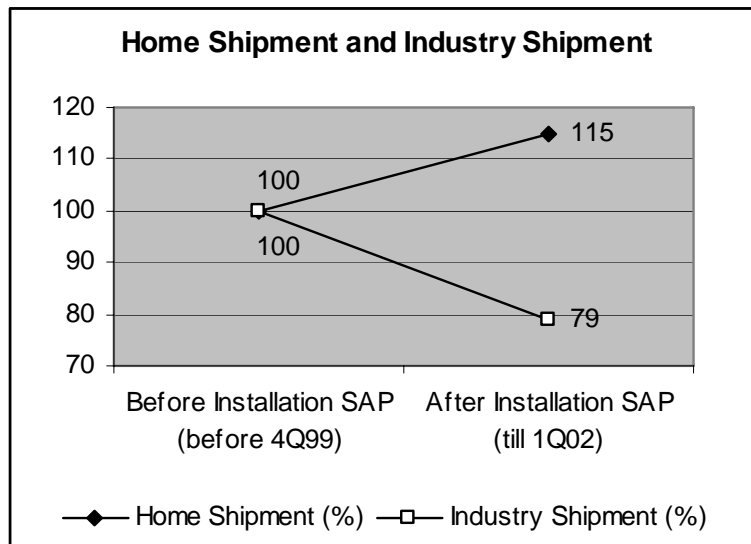 Home Shipment and Industry Shipment
120
110
100
90
80
70
100
100
115
79
Before Installation SAP
(before 4Q99)
After Installation SAP
(till 1Q02)
Home Shipment (%)
Industry Shipment (%)